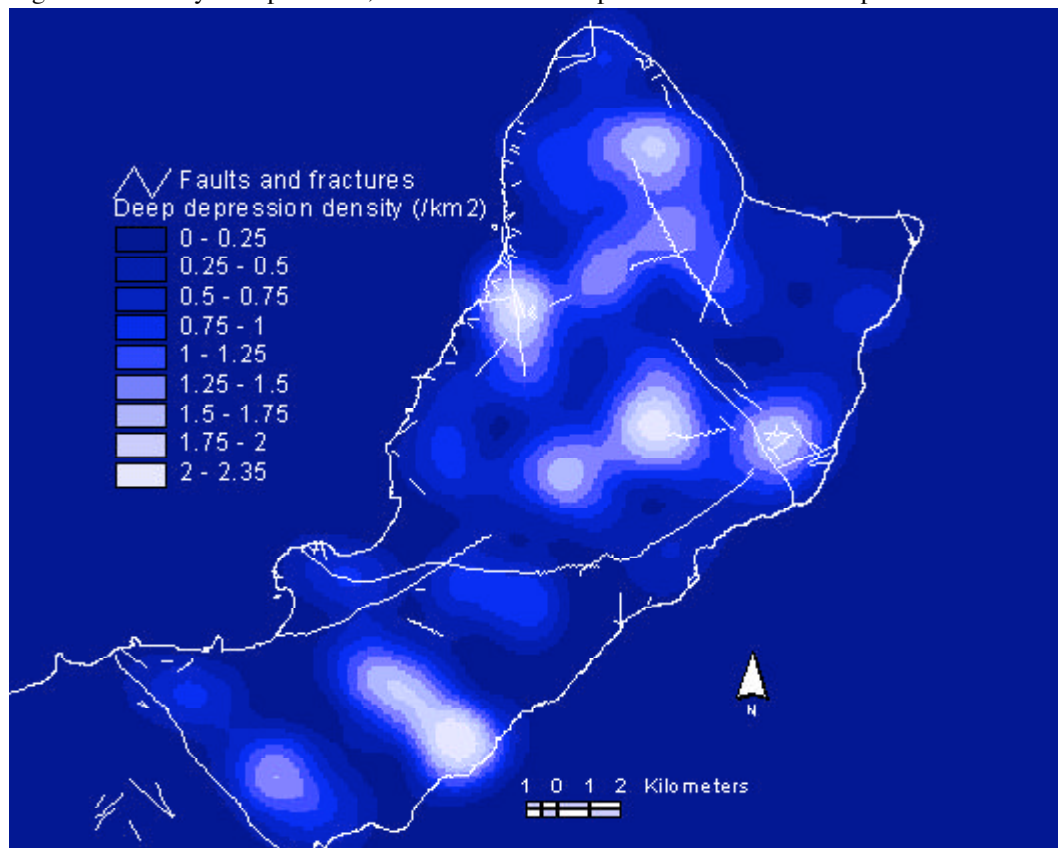 Faults and fractures
Deep depression density (/km2)
0 - 0.25
0.25 - 0.5
0.5 - 0.75
0.75 - 1
1 - 1.25
1.25 - 1.5
1.5 - 1.75
1.75 - 2
2 - 2.35
N
1 0 1 2 Kilometers